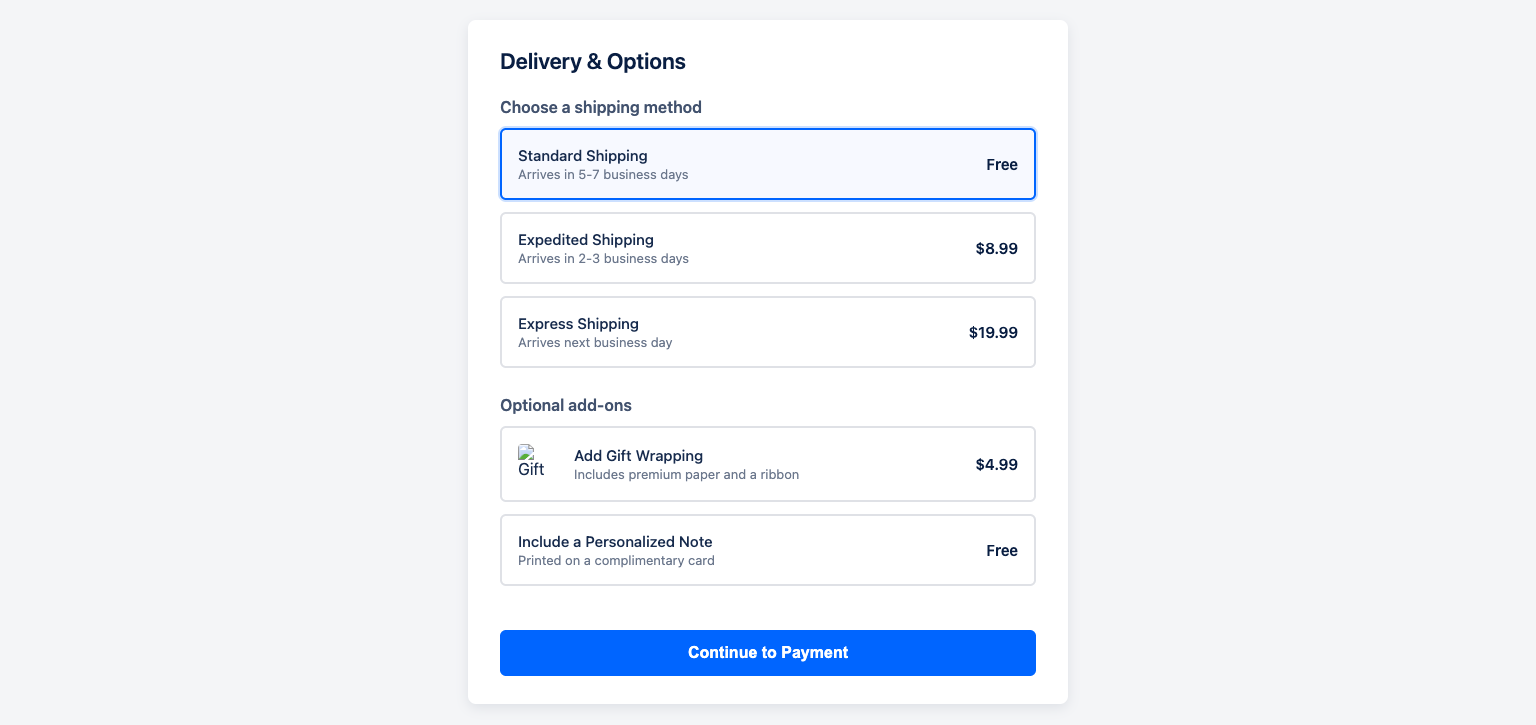 Delivery & Options
Choose a shipping method
Standard Shipping
Arrives in 5-7 business days
Free
Expedited Shipping
Arrives in 2-3 business days
$8.99
Express Shipping
Arrives next business day
$19.99
Optional add-ons
Gift
Add Gift Wrapping
Includes premium paper and a ribbon
$4.99
Include a Personalized Note
Printed on a complimentary card
Free
Continue to Payment